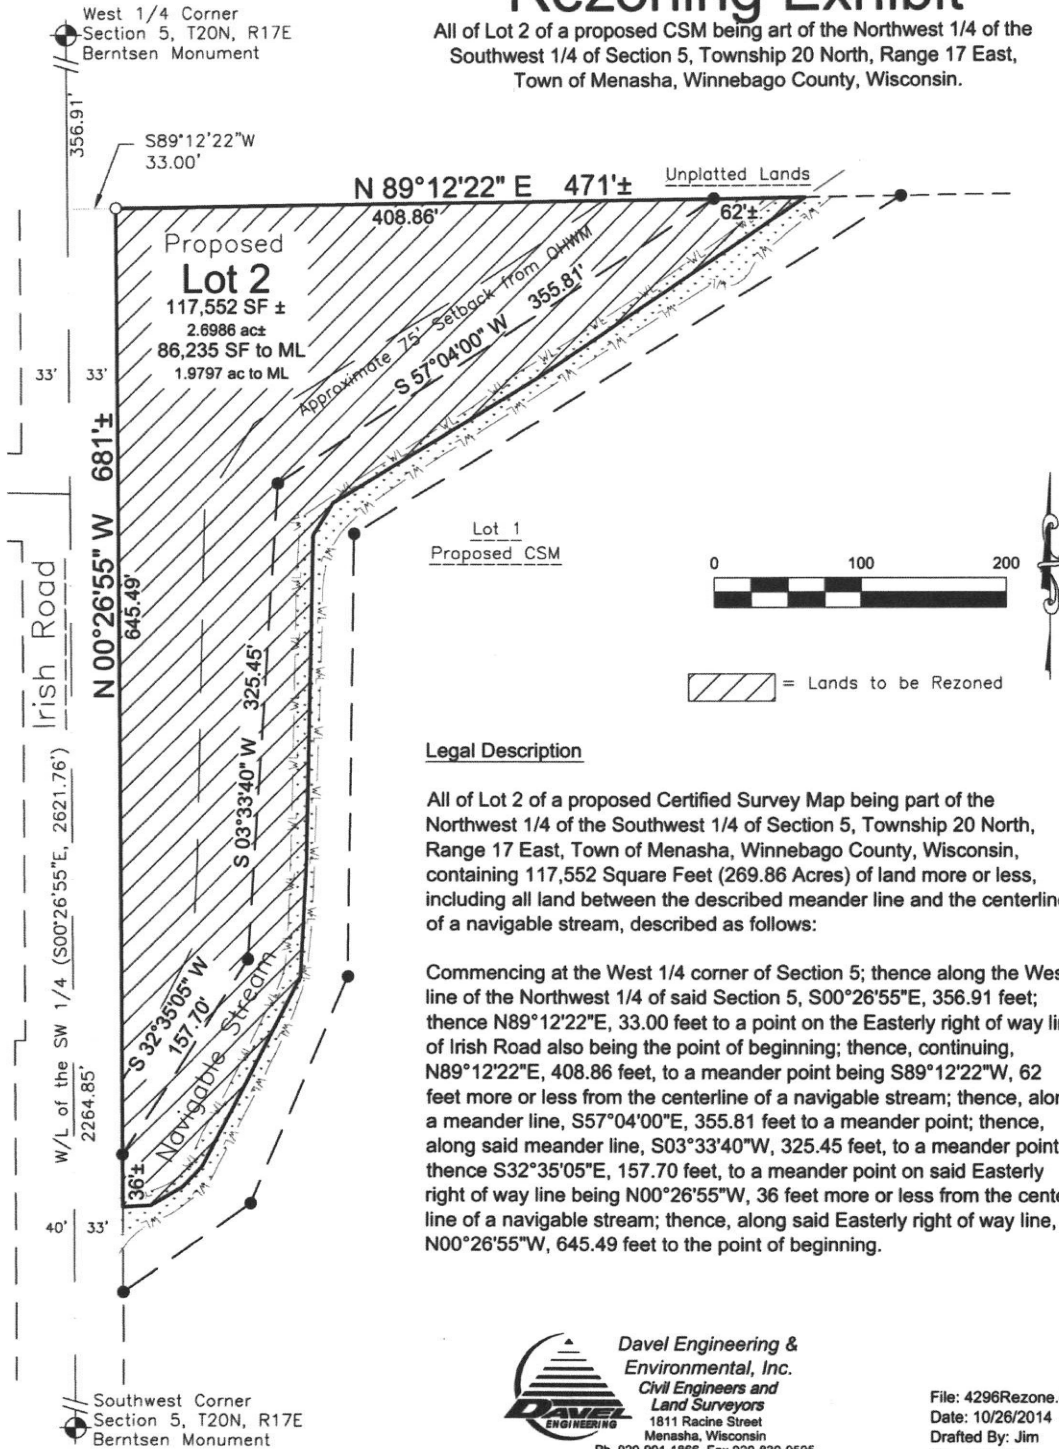 Rezoning Exhibit
All of Lot 2 of a proposed CSM being art of the Northwest 1/4 of the
Southwest 1/4 of Section 5, Township 20 North, Range 17 East,
Town of Menasha, Winnebago County, Wisconsin.
West 1/4 Corner
Section 5, T20N, R17E
Berntsen Monument
356.91'
S89°12'22"W
33.00'
N 89°12'22" E 471'±
Unplatted Lands
408.86'
62'±
Proposed
Lot 2
117,552 SF ±
2.6986 ac±
86,235 SF to ML
1.9797 ac to ML
Approximate 75' Setback from OHWM
S 57°04'00" W 355.81'
33'
33'
N 00°26'55" W 681'±
645.49'
Irish Road
Lot 1
Proposed CSM
0 100 200
= Lands to be Rezoned
S 03°33'40" W 325.45'
W/L of the SW 1/4 (S00°26'55"E, 2621.76')
2264.85'
S 32°35'05" W
157.70'
Navigable Stream
36'±
40'
33'
Legal Description
All of Lot 2 of a proposed Certified Survey Map being part of the
Northwest 1/4 of the Southwest 1/4 of Section 5, Township 20 North,
Range 17 East, Town of Menasha, Winnebago County, Wisconsin,
containing 117,552 Square Feet (269.86 Acres) of land more or less,
including all land between the described meander line and the centerlin
of a navigable stream, described as follows:
Commencing at the West 1/4 corner of Section 5; thence along the Wes
line of the Northwest 1/4 of said Section 5, S00°26'55"E, 356.91 feet;
thence N89°12'22"E, 33.00 feet to a point on the Easterly right of way li
of Irish Road also being the point of beginning; thence, continuing,
N89°12'22"E, 408.86 feet, to a meander point being S89°12'22"W, 62
feet more or less from the centerline of a navigable stream; thence, alon
a meander line, S57°04'00"E, 355.81 feet to a meander point; thence,
along said meander line, S03°33'40"W, 325.45 feet, to a meander point
thence S32°35'05"E, 157.70 feet, to a meander point on said Easterly
right of way line being N00°26'55"W, 36 feet more or less from the cente
line of a navigable stream; thence, along said Easterly right of way line,
N00°26'55"W, 645.49 feet to the point of beginning.
Southwest Corner
Section 5, T20N, R17E
Berntsen Monument
DAVEL
ENGINEERING
Davel Engineering &
Environmental, Inc.
Civil Engineers and
Land Surveyors
1811 Racine Street
Menasha, Wisconsin
File: 4296Rezone.
Date: 10/26/2014
Drafted By: Jim